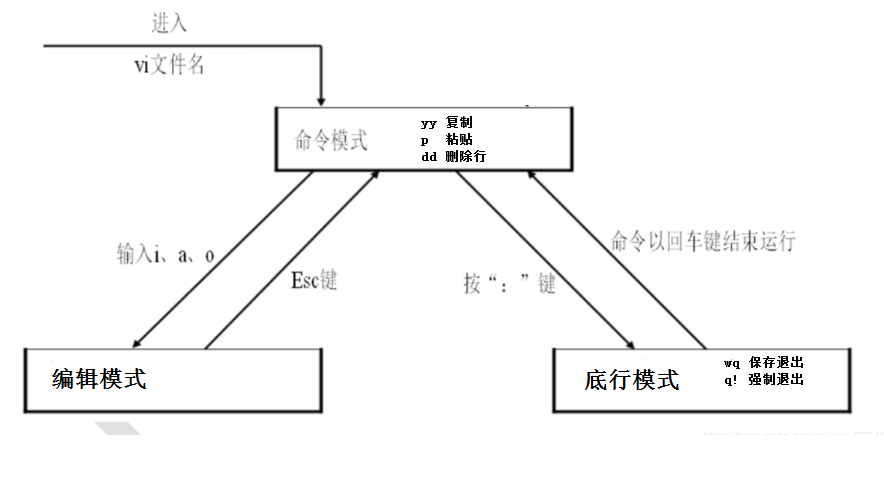 进入
vi文件名
命令模式
yy 复制
p 粘贴
dd 删除行
输入i、a、o
Esc键
按“：”键
命令以回车键结束运行
编辑模式
底行模式
wq 保存退出
q! 强制退出